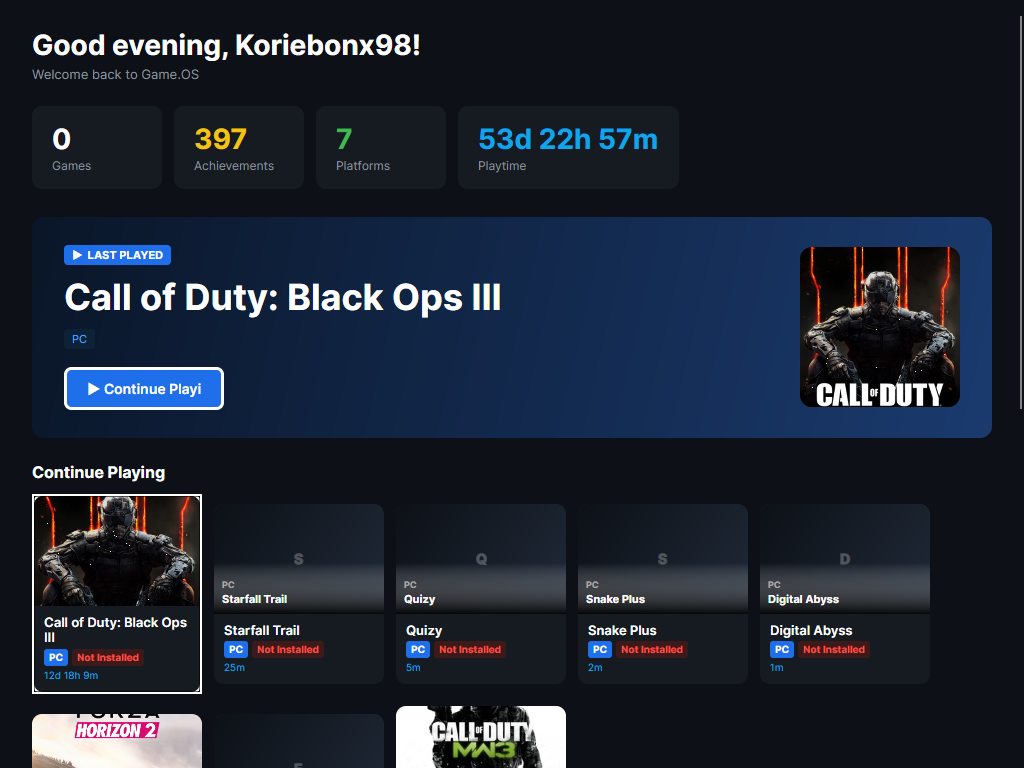 Good evening, Koriebonx98!
Welcome back to Game.OS
0
Games
397
Achievements
7
Platforms
53d 22h 57m
Playtime
▶ LAST PLAYED
Call of Duty: Black Ops III
PC
▶ Continue Playi
CALL OF DUTY
Continue Playing
Call of Duty: Black Ops
III
PC Not Installed
12d 18h 9m
S
PC
Starfall Trail
Starfall Trail
PC Not Installed
25m
Q
PC
Quizy
Quizy
PC Not Installed
5m
S
PC
Snake Plus
Snake Plus
PC Not Installed
2m
D
PC
Digital Abyss
Digital Abyss
PC Not Installed
1m
FORZA
HORIZON 2
CALL OF DUTY
MW3